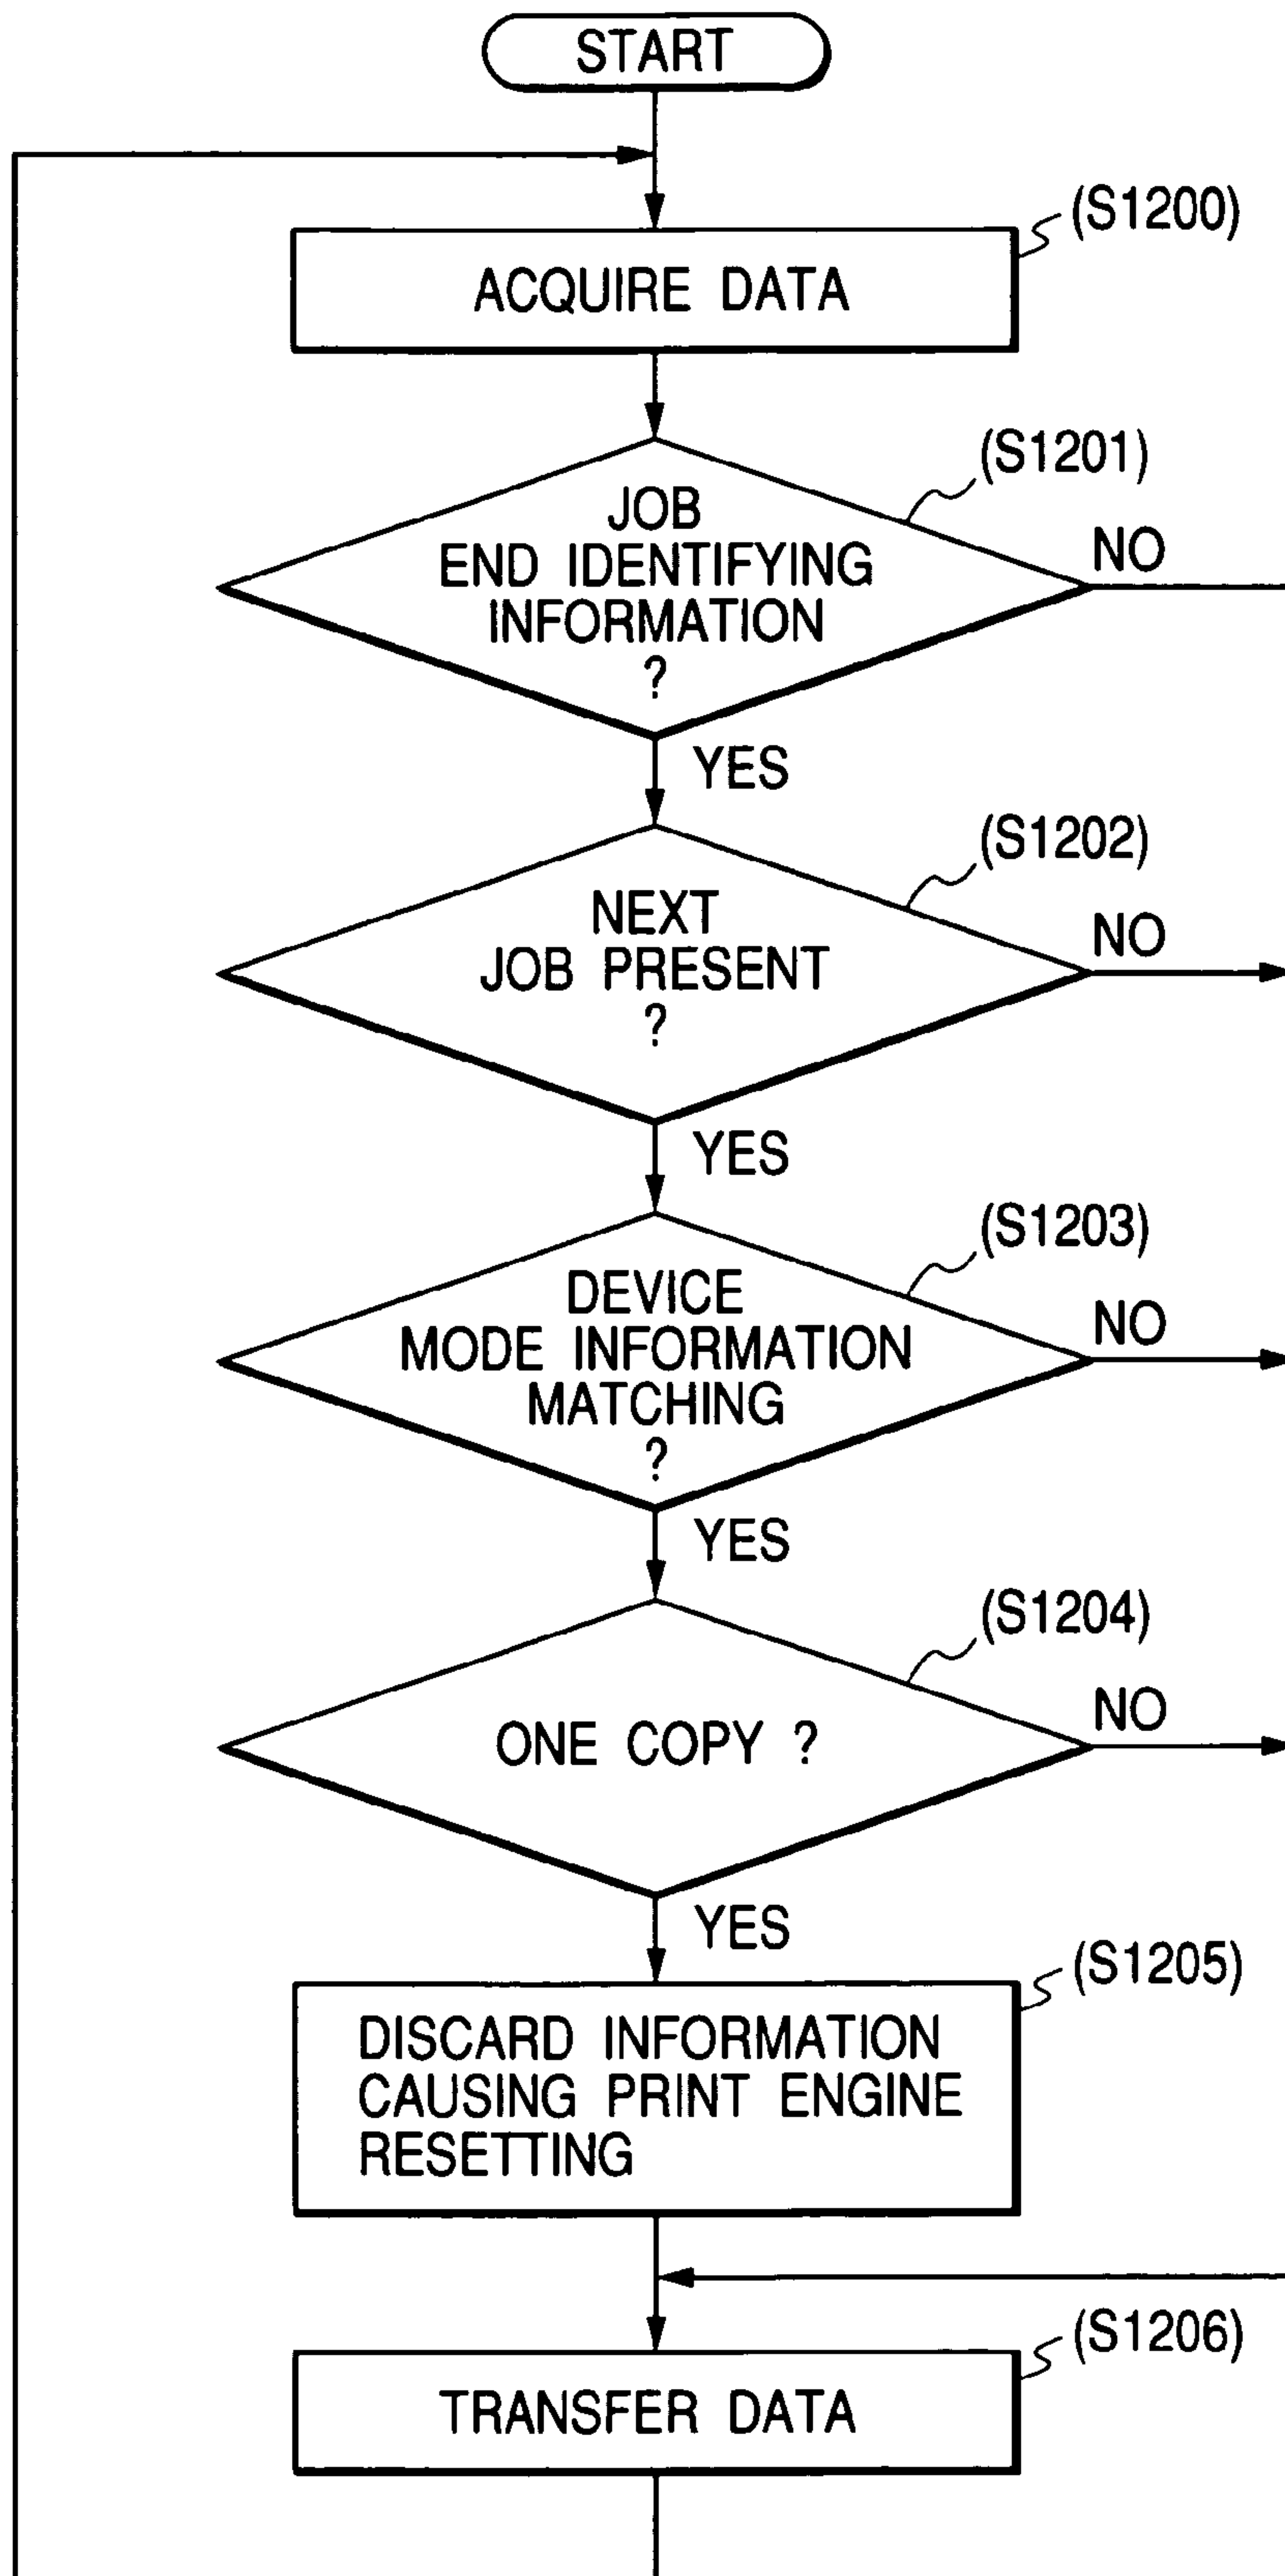 START
(S1200)
ACQUIRE DATA
(S1201)
JOB
END IDENTIFYING
INFORMATION
?
NO
YES
(S1202)
NEXT
JOB PRESENT
?
NO
YES
(S1203)
DEVICE
MODE INFORMATION
MATCHING
?
NO
YES
(S1204)
ONE COPY ?
NO
YES
(S1205)
DISCARD INFORMATION
CAUSING PRINT ENGINE
RESETTING
(S1206)
TRANSFER DATA